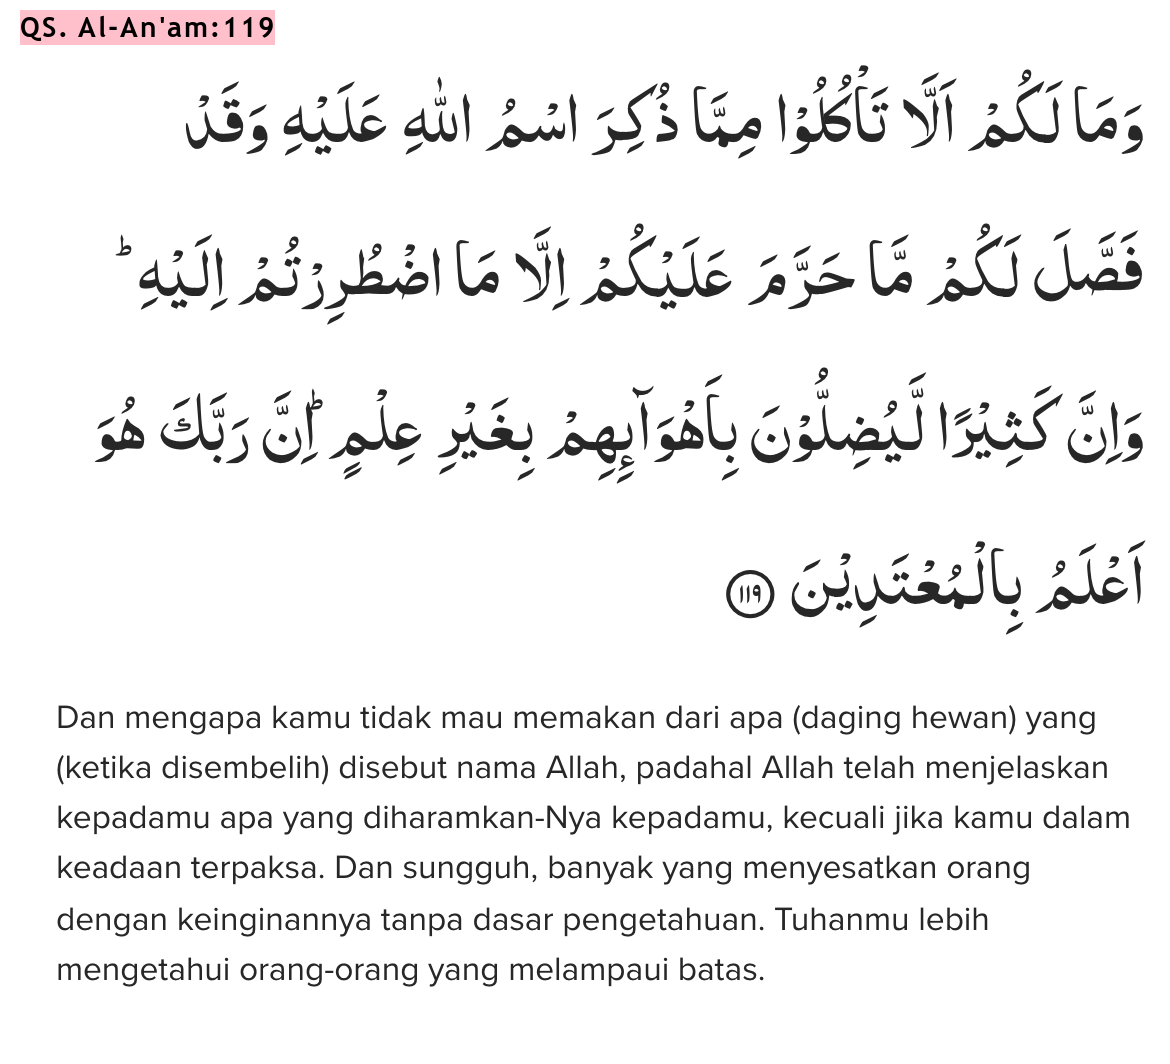 QS. Al-An'am:119
وَمَا لَكُمْ اَلَّا تَأْكُلُوْا مِمَّا ذُكِرَ اسْمُ اللّٰهِ عَلَيْهِ وَقَدْ
فَصَّلَ لَكُمْ مَّا حَرَّمَ عَلَيْكُمْ اِلَّا مَا اضْطُرِرْتُمْ اِلَيْهِ ۗ
وَاِنَّ كَثِيْرًا لَّيُضِلُّوْنَ بِاَهْوَاۤىِٕهِمْ بِغَيْرِ عِلْمٍ ۗاِنَّ رَبَّكَ هُوَ
اَعْلَمُ بِالْمُعْتَدِيْنَ ١١٩
Dan mengapa kamu tidak mau memakan dari apa (daging hewan) yang
(ketika disembelih) disebut nama Allah, padahal Allah telah menjelaskan
kepadamu apa yang diharamkan-Nya kepadamu, kecuali jika kamu dalam
keadaan terpaksa. Dan sungguh, banyak yang menyesatkan orang
dengan keinginannya tanpa dasar pengetahuan. Tuhanmu lebih
mengetahui orang-orang yang melampaui batas.